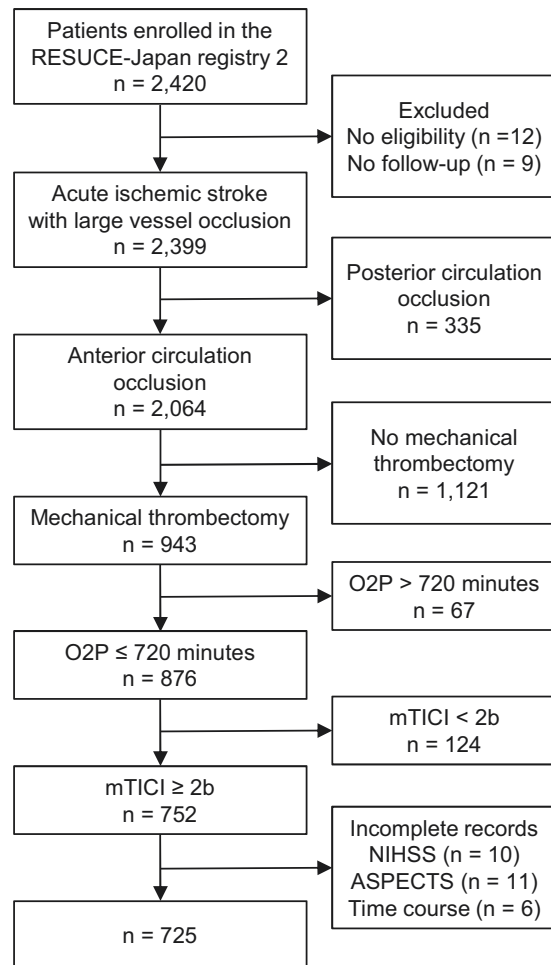 Patients enrolled in the
RESUCE-Japan registry 2
n = 2,420
Excluded
No eligibility (n =12)
No follow-up (n = 9)
Acute ischemic stroke
with large vessel occlusion
n = 2,399
Posterior circulation
occlusion
n = 335
Anterior circulation
occlusion
n = 2,064
No mechanical
thrombectomy
n = 1,121
Mechanical thrombectomy
n = 943
O2P > 720 minutes
n = 67
O2P ≤ 720 minutes
n = 876
mTICI < 2b
n = 124
mTICI ≥ 2b
n = 752
Incomplete records
NIHSS (n = 10)
ASPECTS (n = 11)
Time course (n = 6)
n = 725